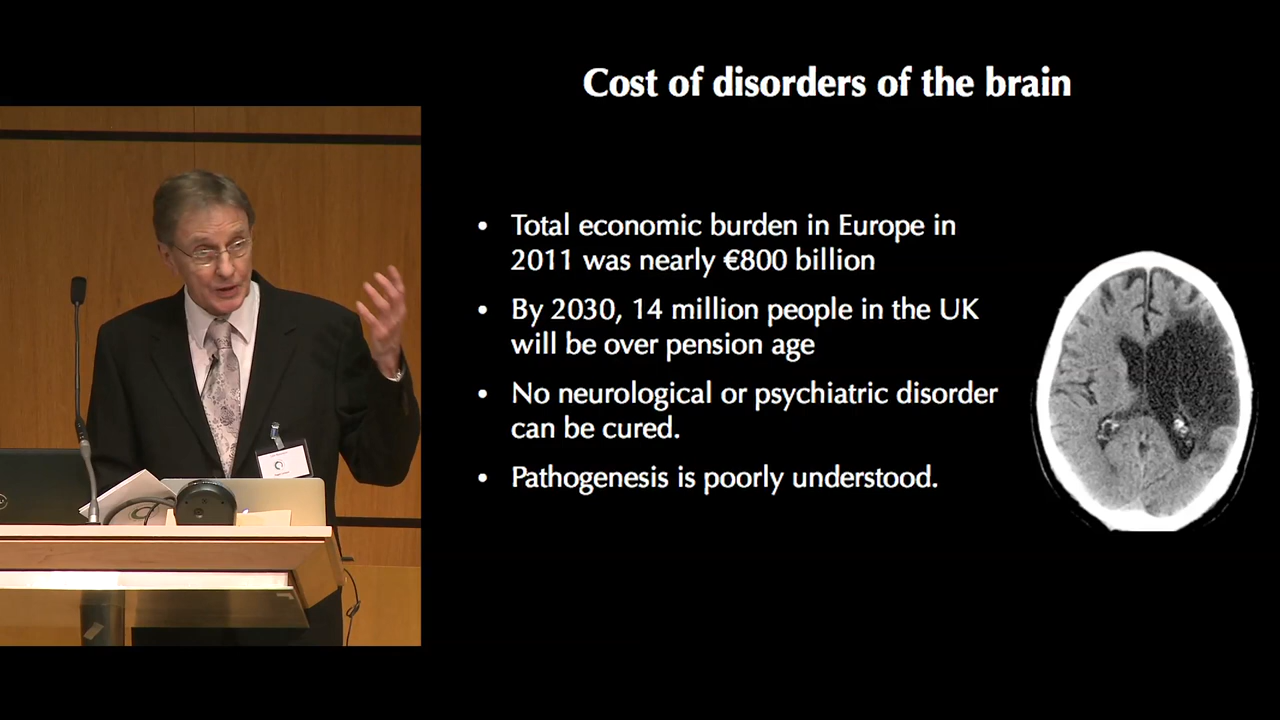 Cost of disorders of the brain
• Total economic burden in Europe in
2011 was nearly €800 billion
• By 2030, 14 million people in the UK
will be over pension age
• No neurological or psychiatric disorder
can be cured.
• Pathogenesis is poorly understood.